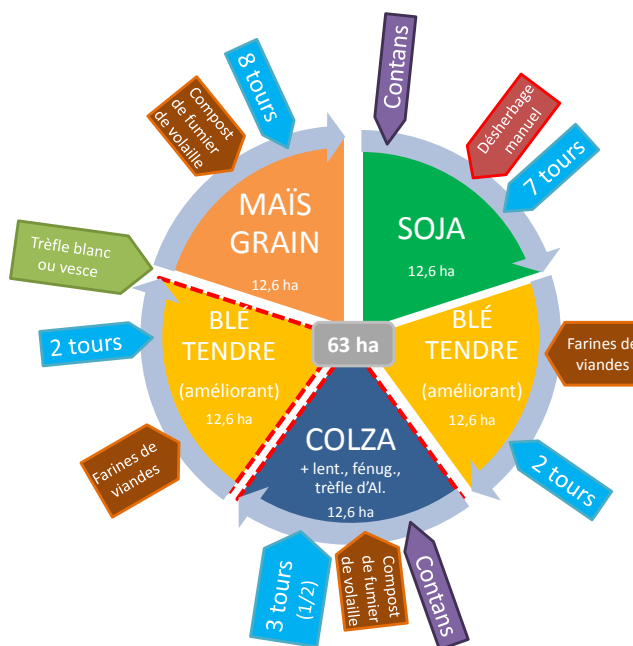 Contans
8 tours
Compost
de fumier
de volaille
Désherbage
manuel
7 tours
MAÏS
GRAIN
12,6 ha
SOJA
12,6 ha
Trèfle blanc
ou vesce
2 tours
BLÉ
TENDRE
(améliorant)
12,6 ha
63 ha
BLÉ
TENDRE
(améliorant)
12,6 ha
Farines de
viandes
COLZA
+ lent., fénug.,
trèfle d'Al.
12,6 ha
Farines de
viandes
2 tours
3 tours
(1/2)
Compost
de fumier
de volaille
Contans